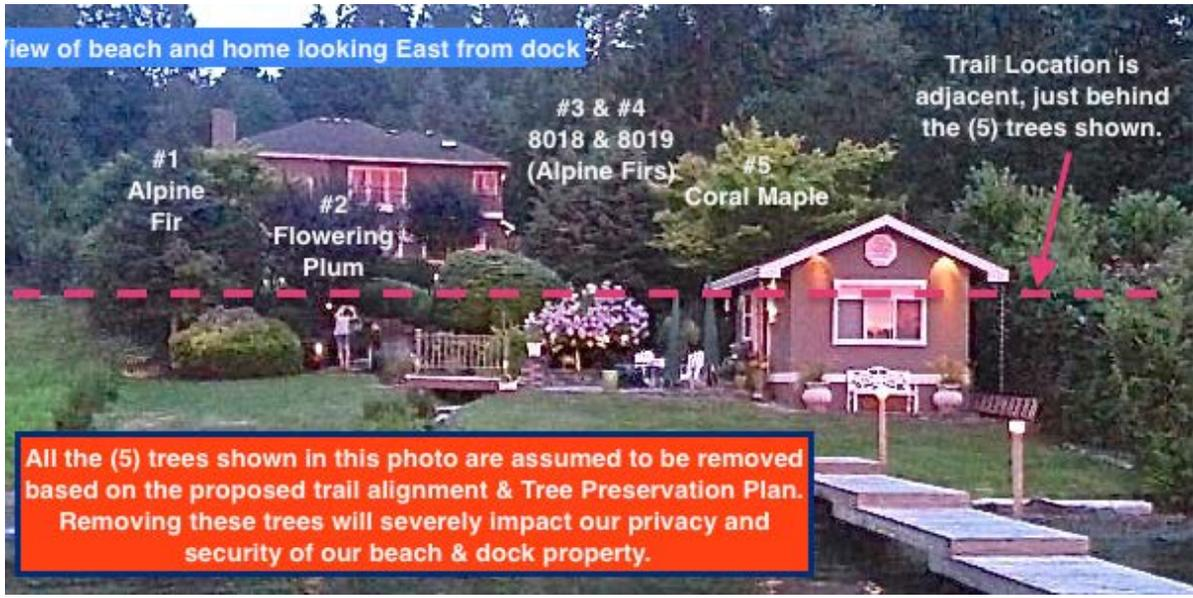 View of beach and home looking East from dock
Trail Location is
adjacent, just behind
the (5) trees shown.
#1
Alpine
Fir
#2
Flowering
Plum
#3 & #4
8018 & 8019
(Alpine Firs)
#5
Coral Maple
All the (5) trees shown in this photo are assumed to be removed
based on the proposed trail alignment & Tree Preservation Plan.
Removing these trees will severely impact our privacy and
security of our beach & dock property.